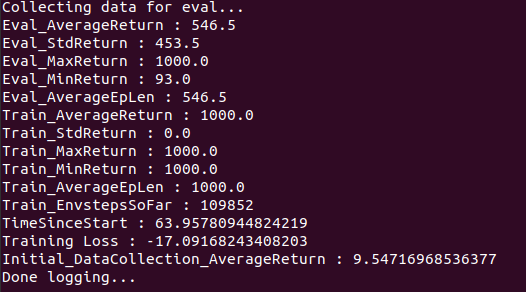 Collecting data for eval...
Eval_AverageReturn : 546.5
Eval_StdReturn : 453.5
Eval_MaxReturn : 1000.0
Eval_MinReturn : 93.0
Eval_AverageEpLen : 546.5
Train_AverageReturn : 1000.0
Train_StdReturn : 0.0
Train_MaxReturn : 1000.0
Train_MinReturn : 1000.0
Train_AverageEpLen : 1000.0
Train_EnvstepsSoFar : 109852
TimeSinceStart : 63.95780944824219
Training Loss : -17.09168243408203
Initial_DataCollection_AverageReturn : 9.54716968536377
Done logging...